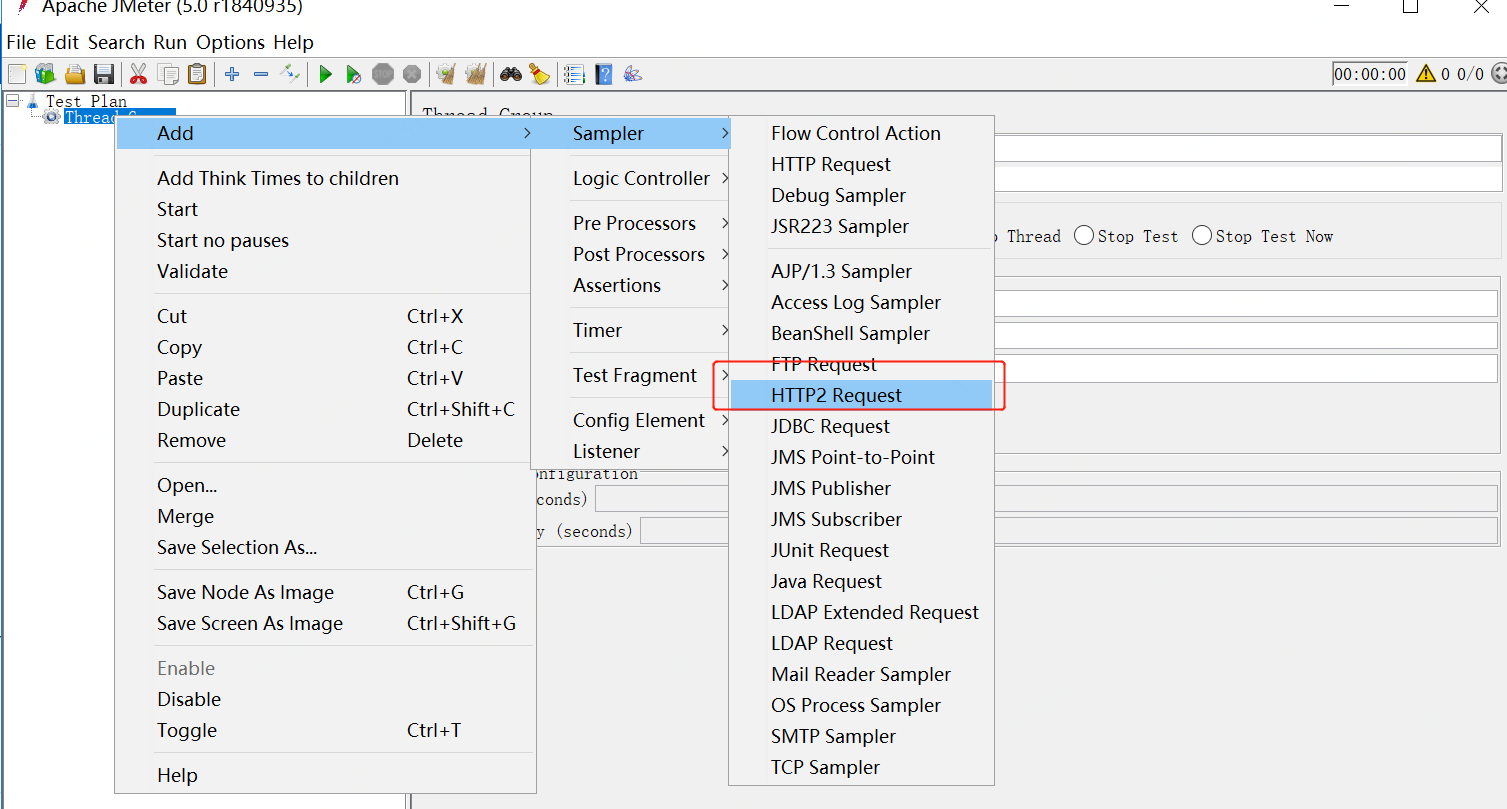 Apache JMeter (5.0 r1840935)
File Edit Search Run Options Help
STOP
00:00:00
0 0/0
Test Plan
Thread
Thread Group
Add
Add Think Times to children
Start
Start no pauses
Validate
Cut Ctrl+X
Copy Ctrl+C
Paste Ctrl+V
Duplicate Ctrl+Shift+C
Remove Delete
Open...
Merge
Save Selection As...
Save Node As Image Ctrl+G
Save Screen As Image Ctrl+Shift+G
Enable
Disable
Toggle Ctrl+T
Help
Sampler
Logic Controller
Pre Processors
Post Processors
Assertions
Timer
Test Fragment
Config Element
Listener
Flow Control Action
HTTP Request
Debug Sampler
JSR223 Sampler
AJP/1.3 Sampler
Access Log Sampler
BeanShell Sampler
FTP Request
HTTP2 Request
JDBC Request
JMS Point-to-Point
JMS Publisher
JMS Subscriber
JUnit Request
Java Request
LDAP Extended Request
LDAP Request
Mail Reader Sampler
OS Process Sampler
SMTP Sampler
TCP Sampler
Thread Stop Test Stop Test Now
onfiguration
conds)
y (seconds)